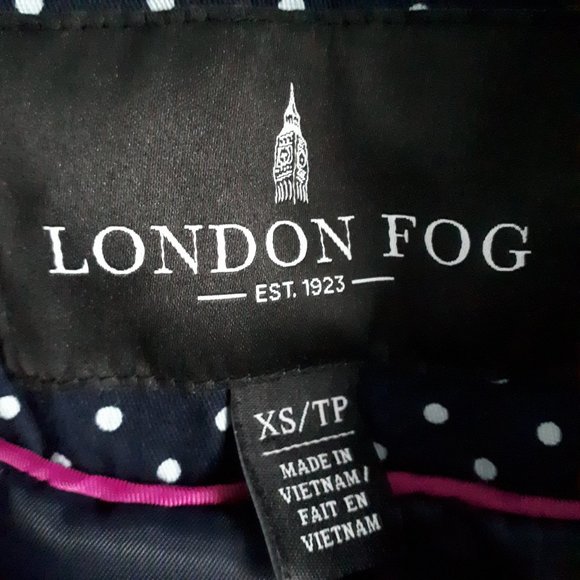 LONDON FOG
EST. 1923
XS/TP
MADE IN
VIETNAM/
FAIT EN
VIETNAM